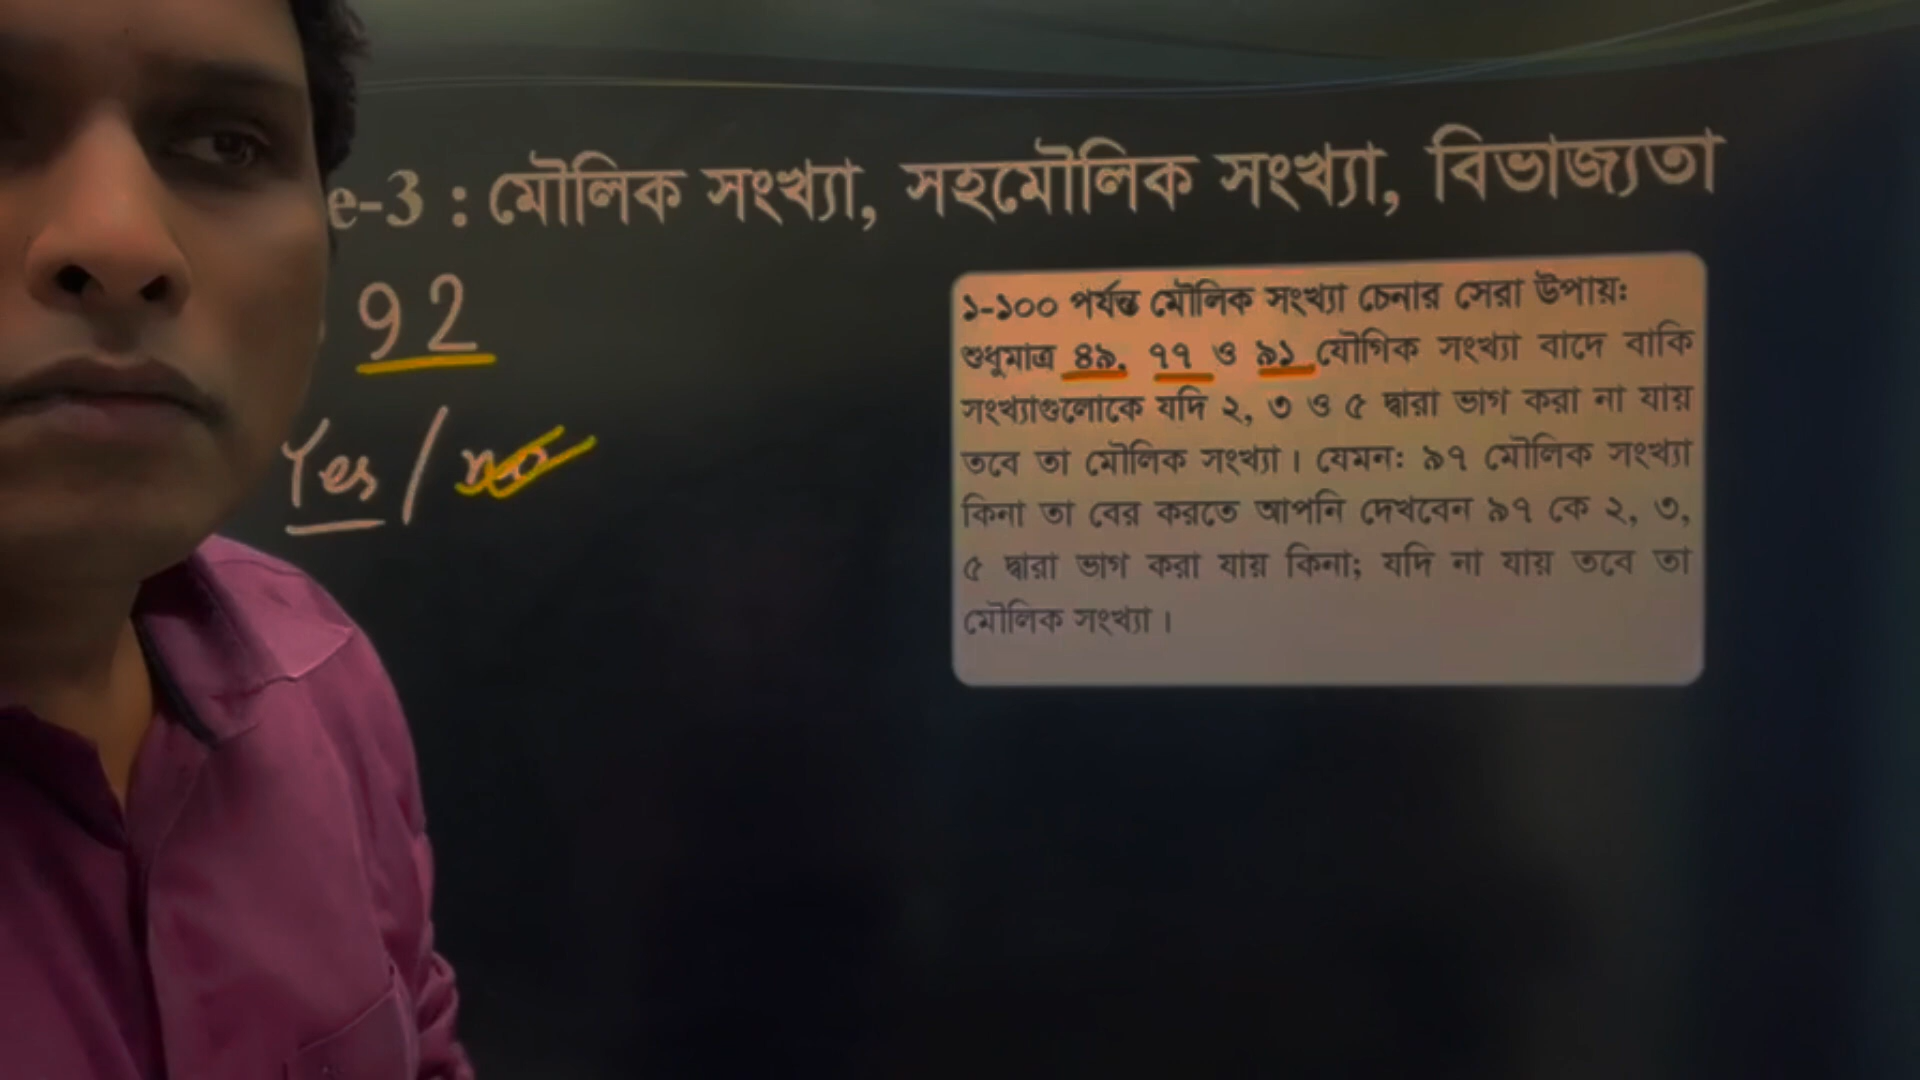 e-3 : মৌলিক সংখ্যা, সহমৌলিক সংখ্যা, বিভাজ্যতা
92
Yes / no
১-১০০ পর্যন্ত মৌলিক সংখ্যা চেনার সেরা উপায়ঃ
শুধুমাত্র ৪৯, ৭৭ ও ৯১ যৌগিক সংখ্যা বাদে বাকি
সংখ্যাগুলোকে যদি ২, ৩ ও ৫ দ্বারা ভাগ করা না যায়
তবে তা মৌলিক সংখ্যা। যেমন: ৯৭ মৌলিক সংখ্যা
কিনা তা বের করতে আপনি দেখবেন ৯৭ কে ২, ৩,
৫ দ্বারা ভাগ করা যায় কিনা; যদি না যায় তবে তা
মৌলিক সংখ্যা।